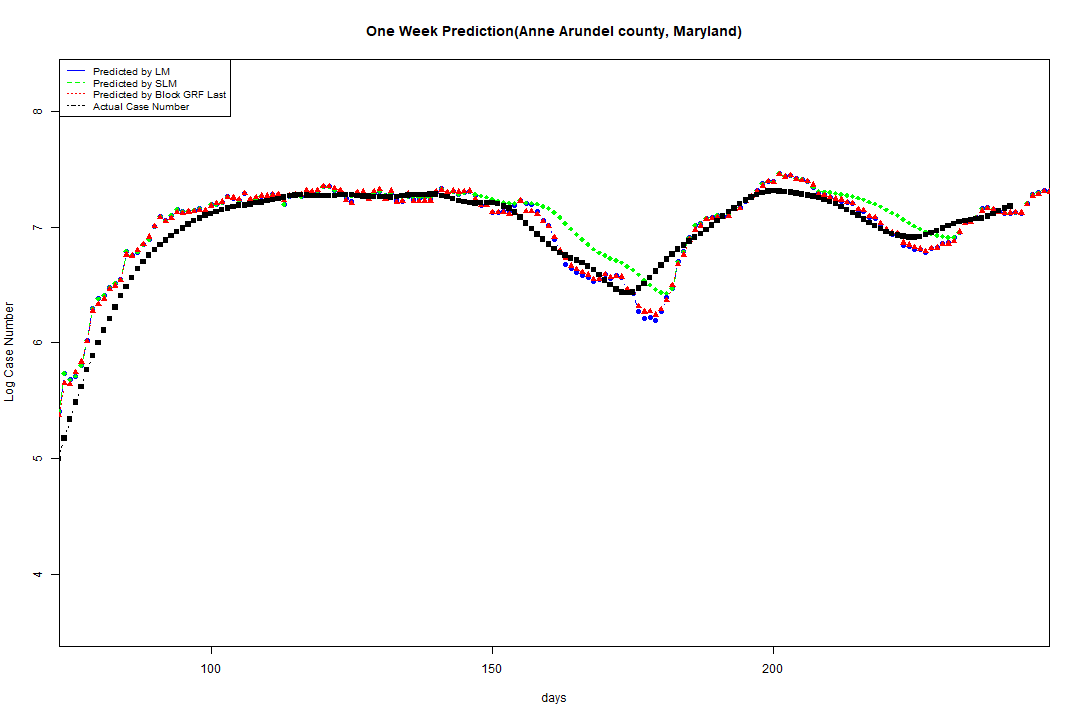 One Week Prediction(Anne Arundel county, Maryland)
Predicted by LM
Predicted by SLM
Predicted by Block GRF Last
Actual Case Number
8
7
6
5
4
Log Case Number
100
150
200
days